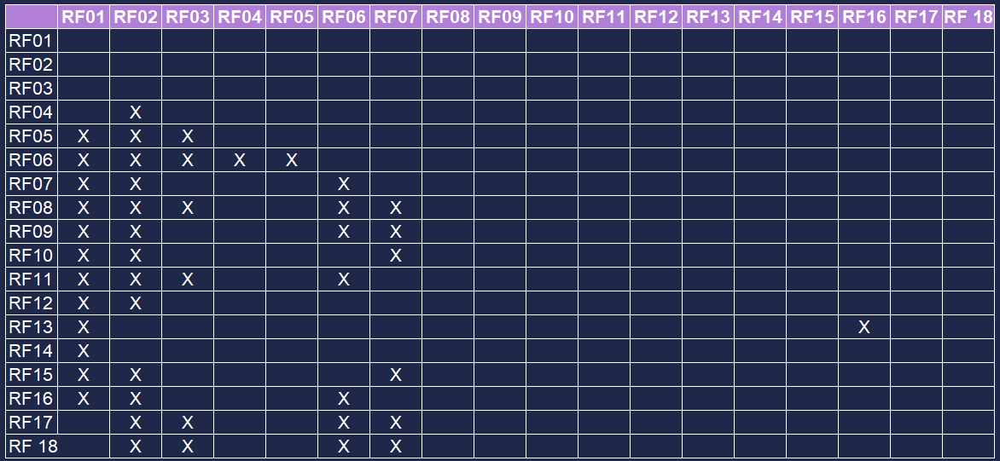 RF01 RF02 RF03 RF04 RF05 RF06 RF07 RF08 RF09 RF10 RF11 RF12 RF13 RF14 RF15 RF16 RF17 RF 18
RF01
RF02
RF03
RF04 X
RF05 X X X
RF06 X X X X X
RF07 X X X
RF08 X X X X X
RF09 X X X X
RF10 X X X
RF11 X X X X
RF12 X X
RF13 X X
RF14 X
RF15 X X X
RF16 X X X
RF17 X X X X
RF 18 X X X X